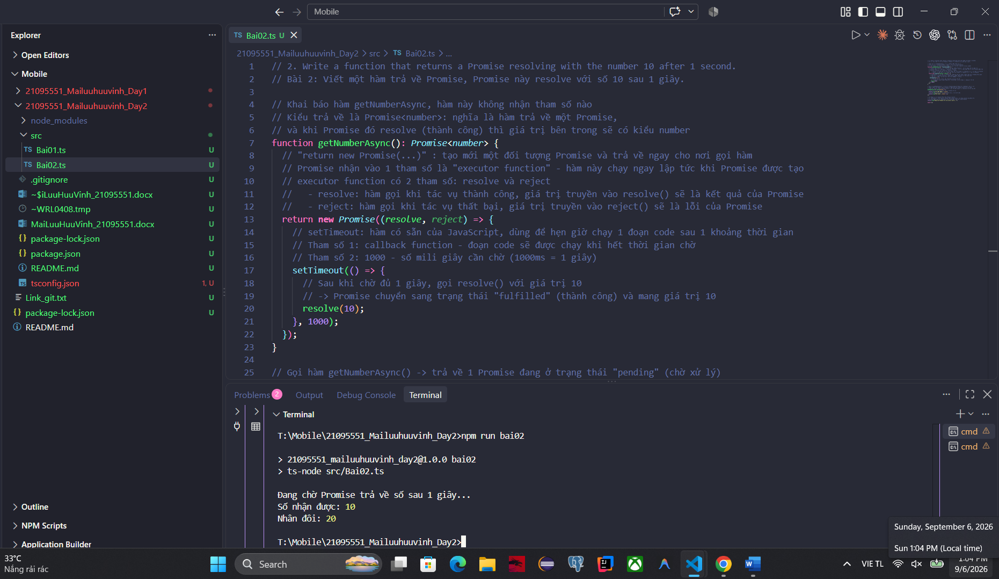 Mobile
Explorer
Open Editors
Mobile
21095551_Mailuuhuuvinh_Day1
21095551_Mailuuhuuvinh_Day2
node_modules
src
TS Bai01.ts U
TS Bai02.ts U
.gitignore U
~$iLuuHuuVinh_21095551.docx U
~WRL0408.tmp U
MaiLuuHuuVinh_21095551.docx U
{} package-lock.json U
{} package.json U
README.md U
TS tsconfig.json 1, U
Link_git.txt U
{} package-lock.json U
README.md
Outline
NPM Scripts
Application Builder
TS Bai02.ts U
21095551_Mailuuhuuvinh_Day2 > src > TS Bai02.ts > ...
1 // 2. Write a function that returns a Promise resolving with the number 10 after 1 second.
2 // Bài 2: Viết một hàm trả về Promise, Promise này resolve với số 10 sau 1 giây.
3
4 // Khai báo hàm getNumberAsync, hàm này không nhận tham số nào
5 // Kiểu trả về là Promise<number>: nghĩa là hàm trả về một Promise,
6 // và khi Promise đó resolve (thành công) thì giá trị bên trong sẽ có kiểu number
7 function getNumberAsync(): Promise<number> {
8 // "return new Promise(...)" : tạo mới một đối tượng Promise và trả về ngay cho nơi gọi hàm
9 // Promise nhận vào 1 tham số là "executor function" - hàm này chạy ngay lập tức khi Promise được tạo
10 // executor function có 2 tham số: resolve và reject
11 //   - resolve: hàm gọi khi tác vụ thành công, giá trị truyền vào resolve() sẽ là kết quả của Promise
12 //   - reject: hàm gọi khi tác vụ thất bại, giá trị truyền vào reject() sẽ là lỗi của Promise
13 return new Promise((resolve, reject) => {
14 // setTimeout: hàm có sẵn của JavaScript, dùng để hẹn giờ chạy 1 đoạn code sau 1 khoảng thời gian
15 // Tham số 1: callback function - đoạn code sẽ được chạy khi hết thời gian chờ
16 // Tham số 2: 1000 - số mili giây cần chờ (1000ms = 1 giây)
17 setTimeout(() => {
18 // Sau khi chờ đủ 1 giây, gọi resolve() với giá trị 10
19 // -> Promise chuyển sang trạng thái "fulfilled" (thành công) và mang giá trị 10
20 resolve(10);
21 }, 1000);
22 });
23 }
24
25 // Gọi hàm getNumberAsync() -> trả về 1 Promise đang ở trạng thái "pending" (chờ xử lý)
Problems 2 Output Debug Console Terminal
Terminal
T:\Mobile\21095551_Mailuuhuuvinh_Day2>npm run bai02
> 21095551_mailuuhuuvinh_day2@1.0.0 bai02
> ts-node src/Bai02.ts
Đang chờ Promise trả về số sau 1 giây...
Số nhận được: 10
Nhân đôi: 20
T:\Mobile\21095551_Mailuuhuuvinh_Day2>
cmd
cmd
Sunday, September 6, 2026
Sun 1:04 PM (Local time)
33°C
Nắng rải rác
Search
VIE TL
1:04 PM
9/6/2026